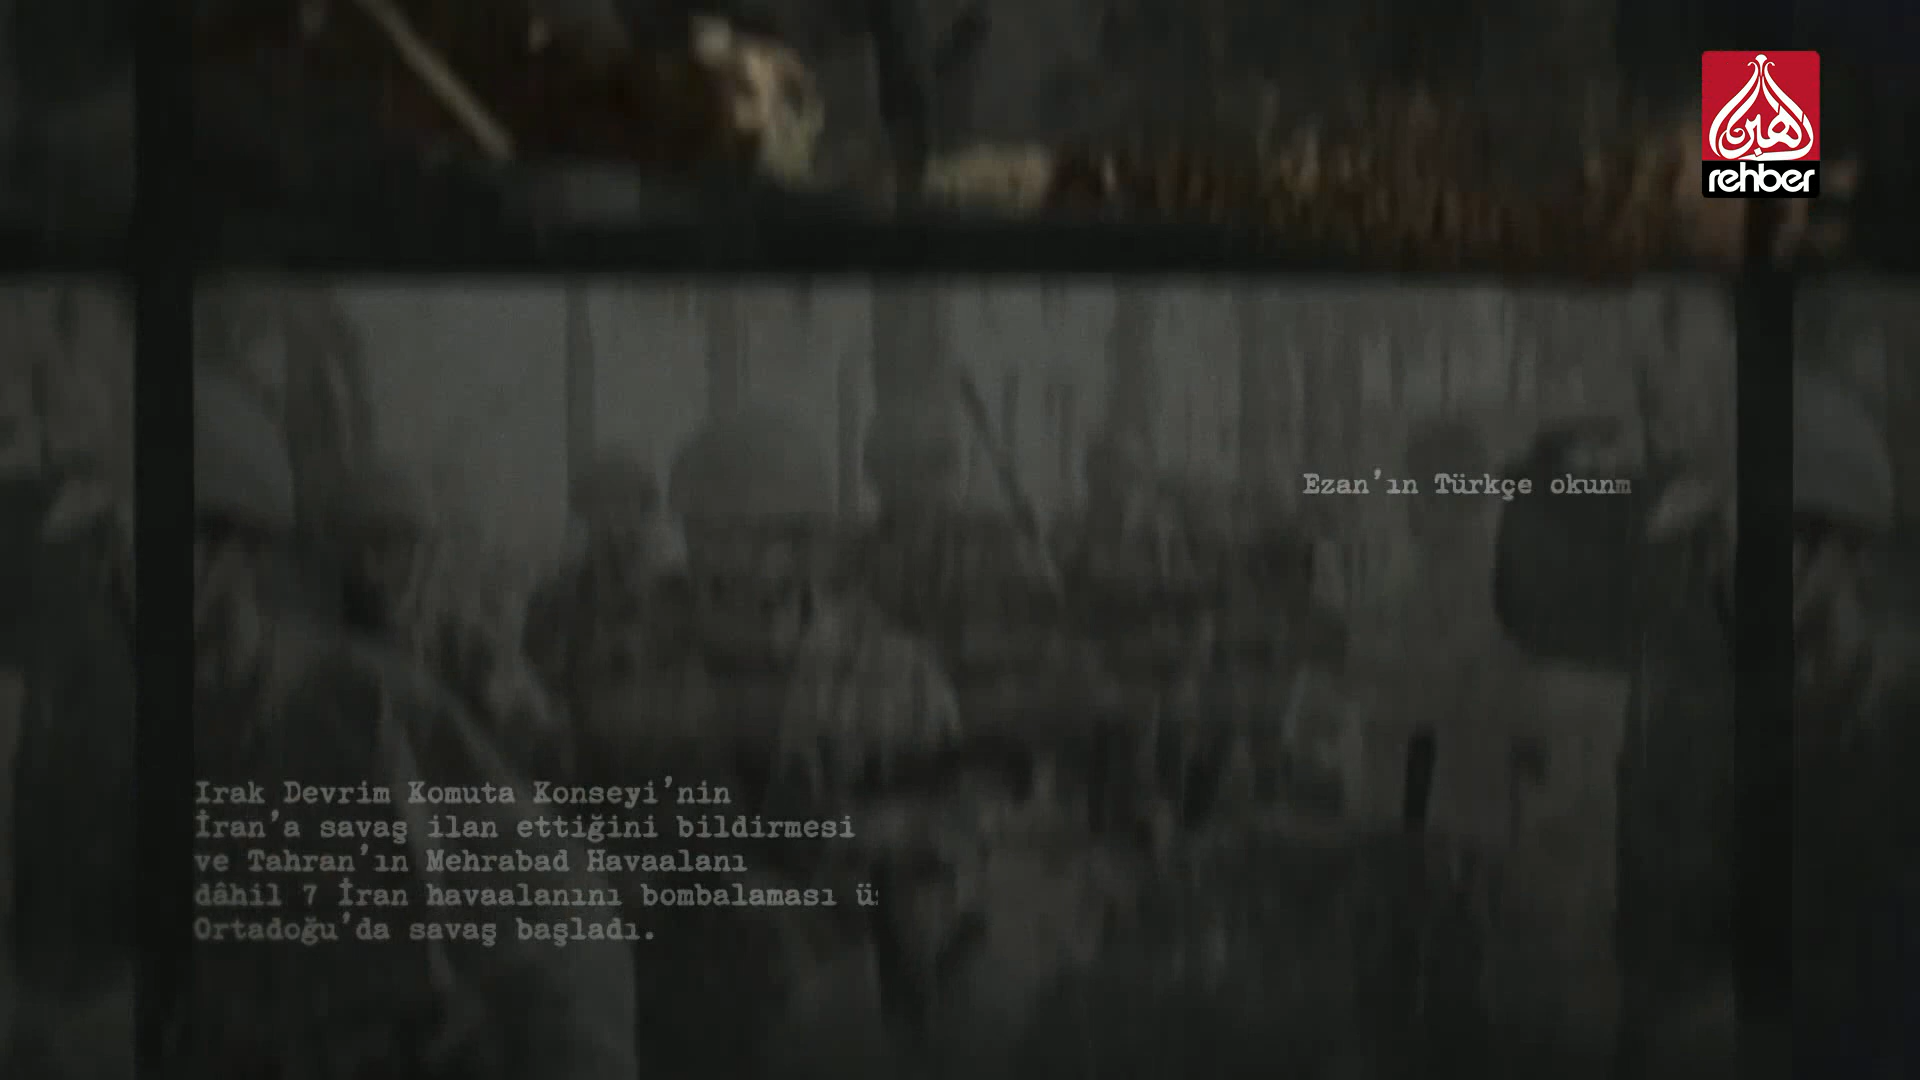 رهبر
rehber
Ezan'ın Türkçe
Irak Devrim Komuta Konseyi'nin
İran'a savaş ilan ettiğini bildirmesi
ve Tahran'ın Mehrabad Havaalanı
dâhil 7 İran havaalanını bombalaması
Ortadoğu'da savaş başladı.